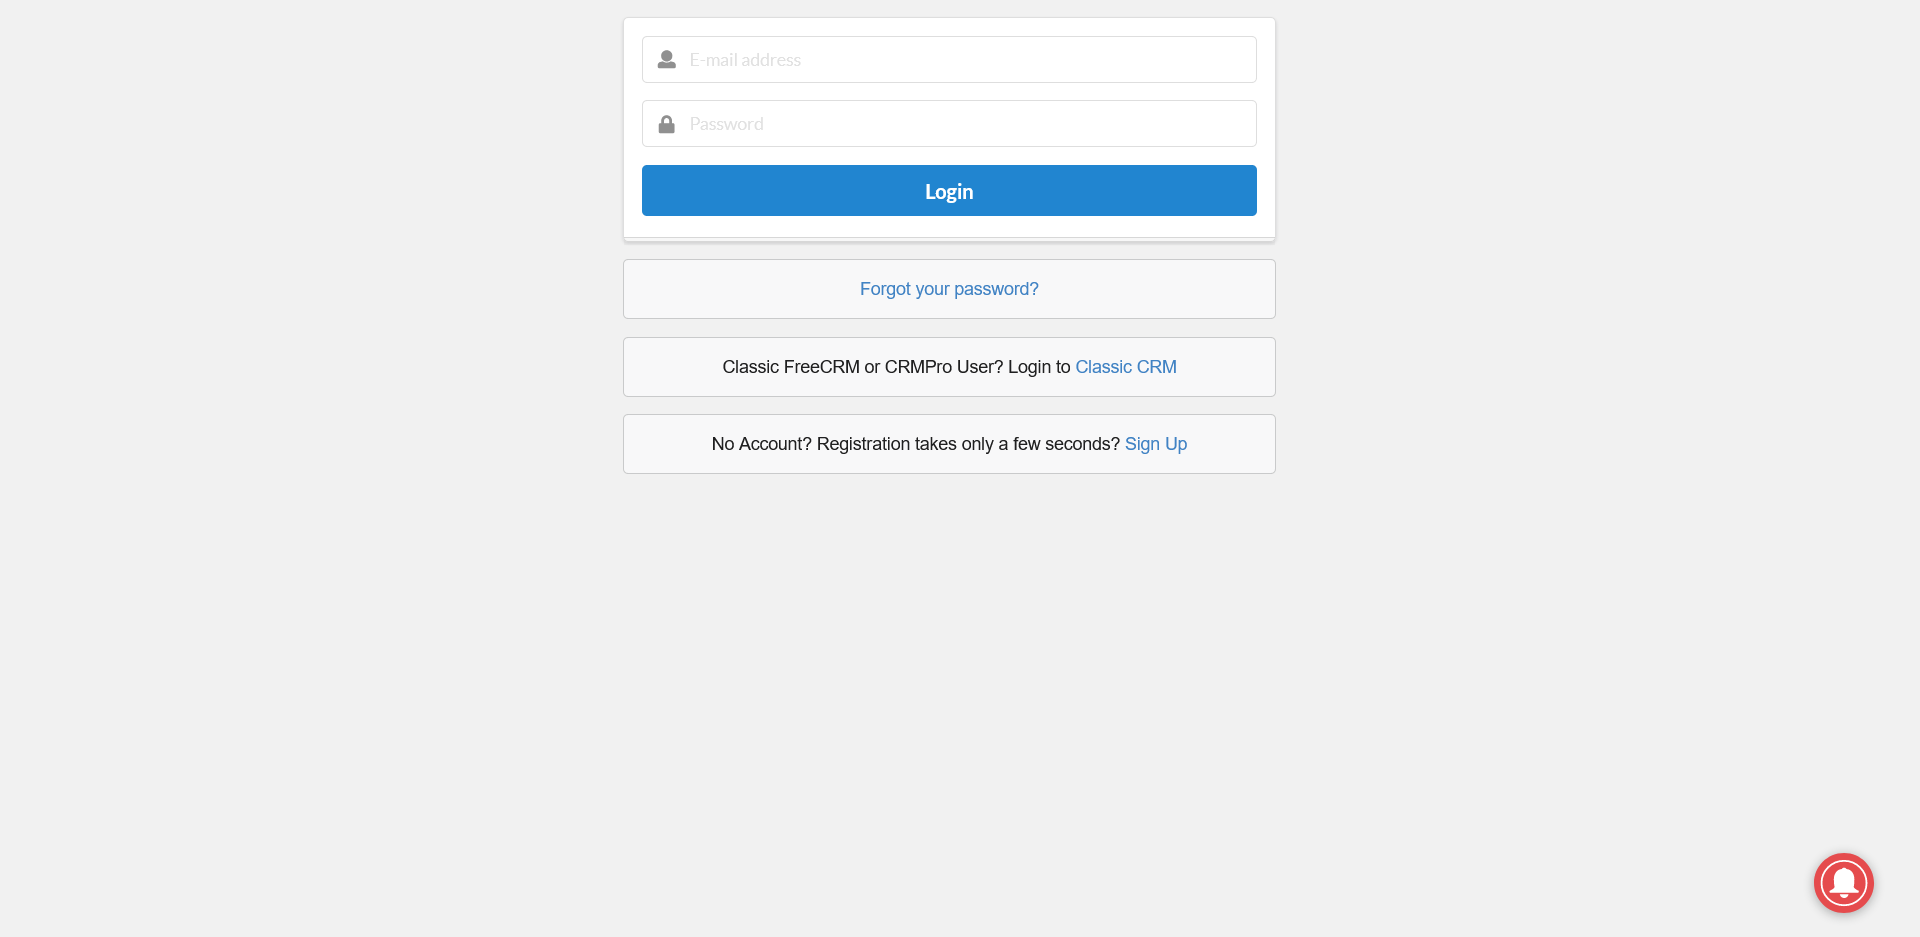 E-mail address
Password
Login
Forgot your password?
Classic FreeCRM or CRMPro User? Login to Classic CRM
No Account? Registration takes only a few seconds? Sign Up